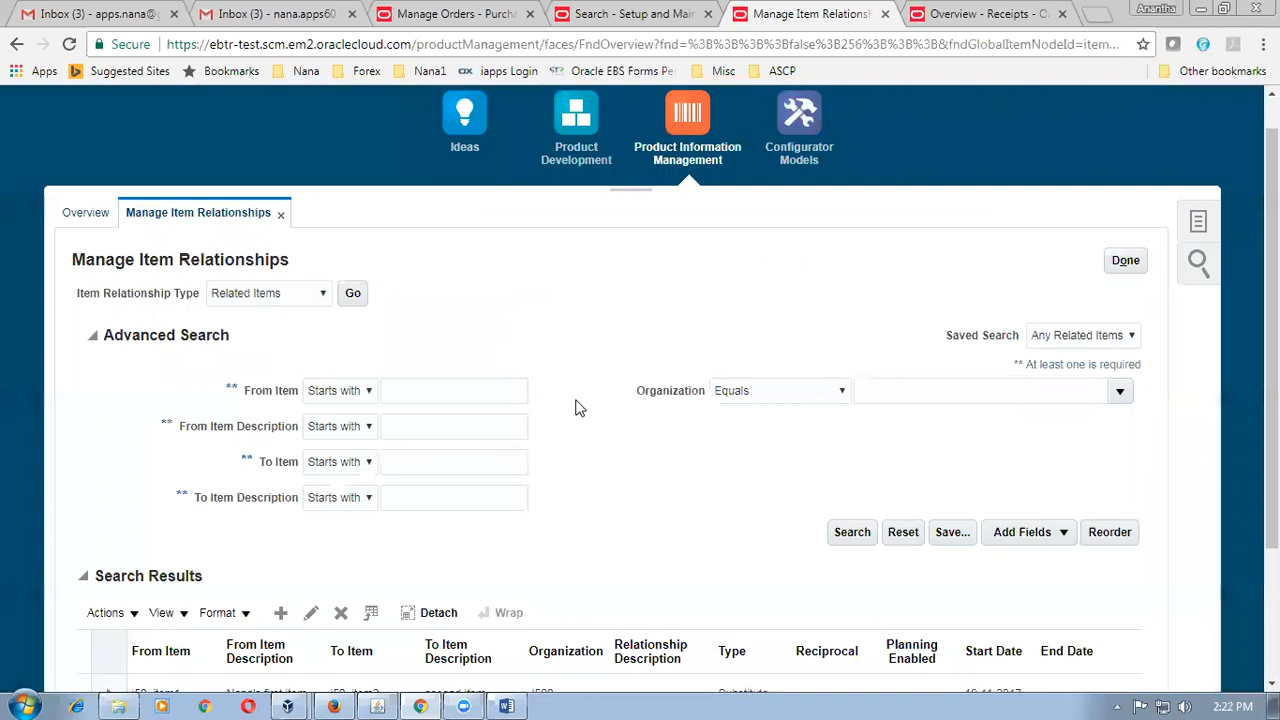 Inbox (3) - appsnana@g
Inbox (3) - nana.apps60
Manage Orders - Purcha
Search - Setup and Main
Manage Item Relationsh
Overview - Receipts - O
Anantha
Secure
https://ebtr-test.scm.em2.oraclecloud.com/productManagement/faces/FndOverview?fnd=%3B%3B%3B%3Bfalse%3B256%3B%3B%3B&fndGlobalItemNodeId=item...
Apps
Suggested Sites
Bookmarks
Nana
Forex
Nana1
iapps Login
Oracle EBS Forms Per
Misc
ASCP
Other bookmarks
Ideas
Product Development
Product Information Management
Configurator Models
Overview
Manage Item Relationships
Manage Item Relationships
Done
Item Relationship Type Related Items Go
Advanced Search
Saved Search Any Related Items
** At least one is required
** From Item Starts with
Organization Equals
** From Item Description Starts with
** To Item Starts with
** To Item Description Starts with
Search Reset Save... Add Fields Reorder
Search Results
Actions View Format Detach Wrap
From Item
From Item Description
To Item
To Item Description
Organization
Relationship Description
Type
Reciprocal
Planning Enabled
Start Date
End Date
2:22 PM